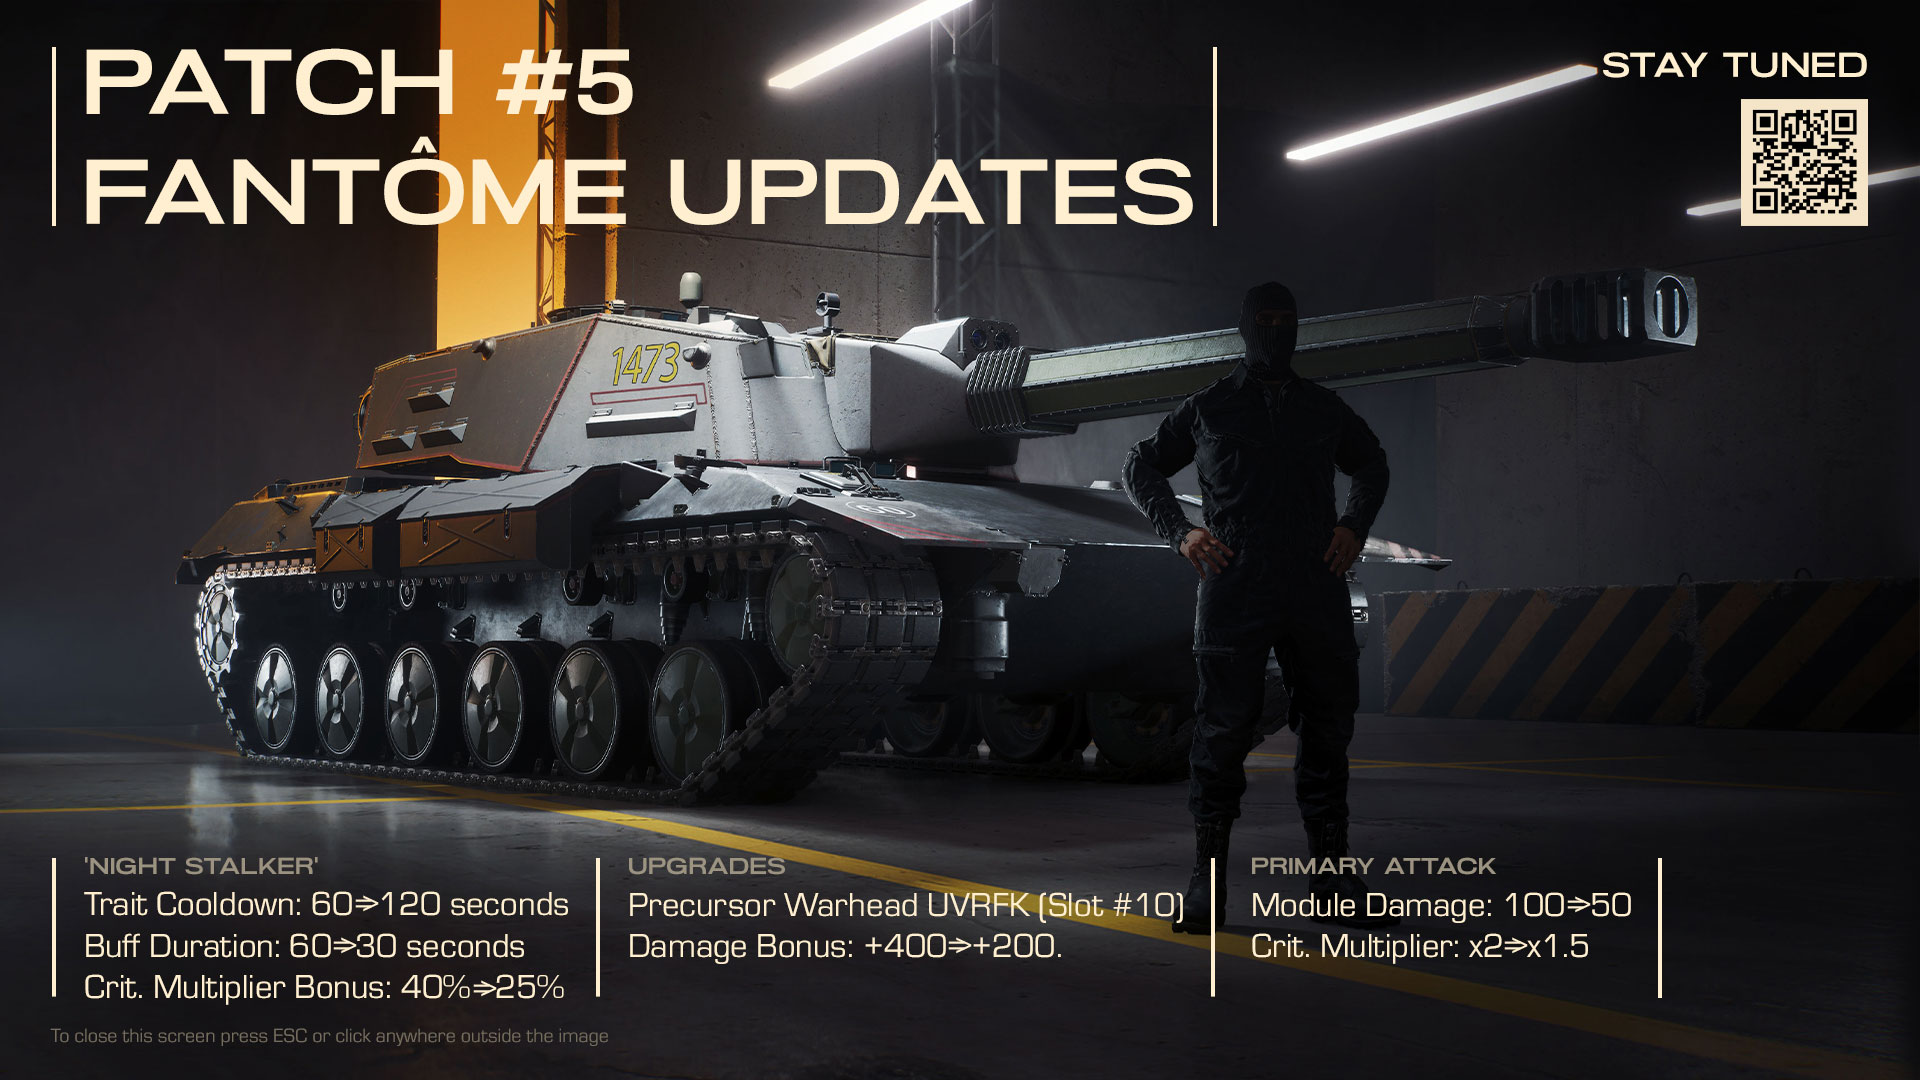 PATCH #5
FANTÔME UPDATES
STAY TUNED
1473
60
'NIGHT STALKER'
Trait Cooldown: 60➔120 seconds
Buff Duration: 60➔30 seconds
Crit. Multiplier Bonus: 40%➔25%
UPGRADES
Precursor Warhead UVRFK (Slot #10)
Damage Bonus: +400➔+200.
PRIMARY ATTACK
Module Damage: 100➔50
Crit. Multiplier: x2➔x1.5
To close this screen press ESC or click anywhere outside the image